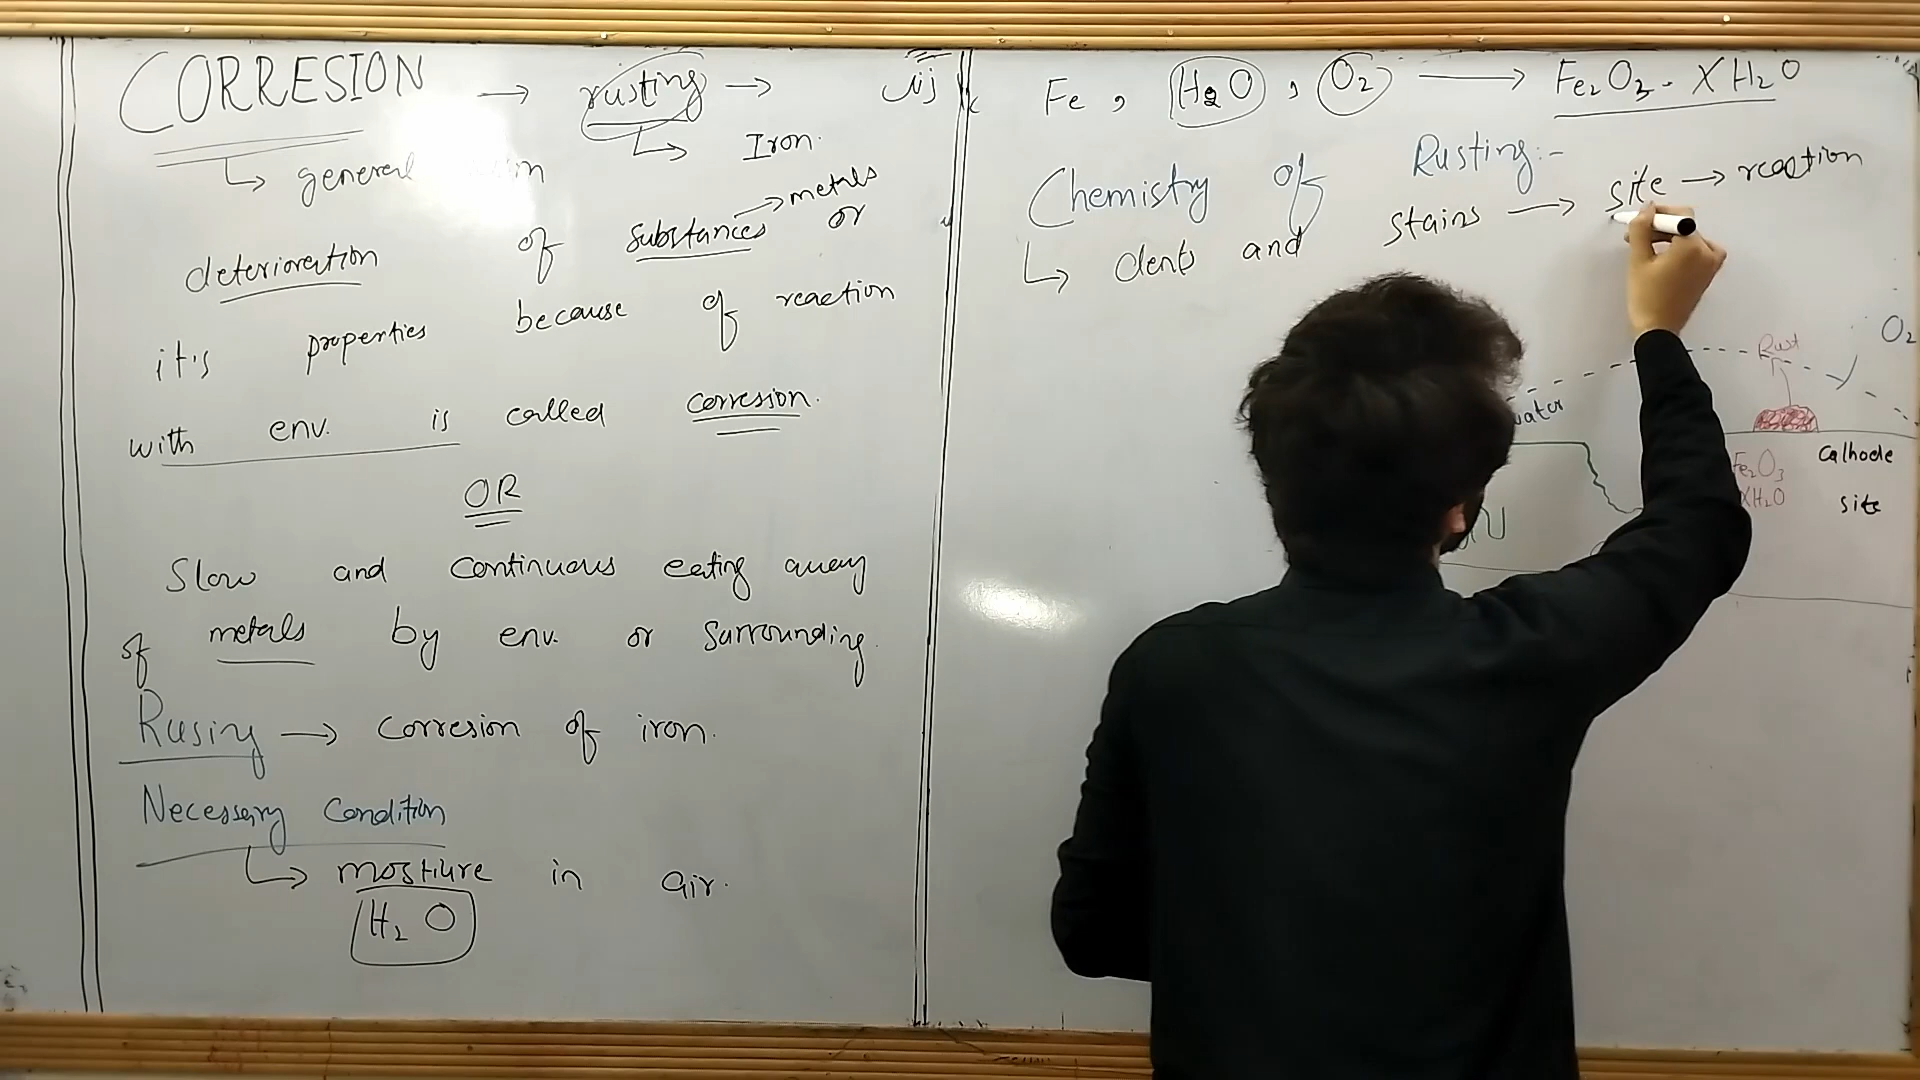 CORRESION → rusting →
↳ Iron.
↳ general
deterioration of substances → metals or
it's properties because of reaction
with env. is called corresion.
OR
Slow and continuous eating away
of metals by env. or surrounding.
Rusing → corresion of iron.
Necessary Condition
↳ mostiure in air.
H₂O
Fe , H₂O , O₂ → Fe₂O₃. XH₂O
Chemistry of Rusting:-
↳ dents and stains → site → reaction
O₂
Rust
water
Cathode
site
Fe₂O₃
XH₂O